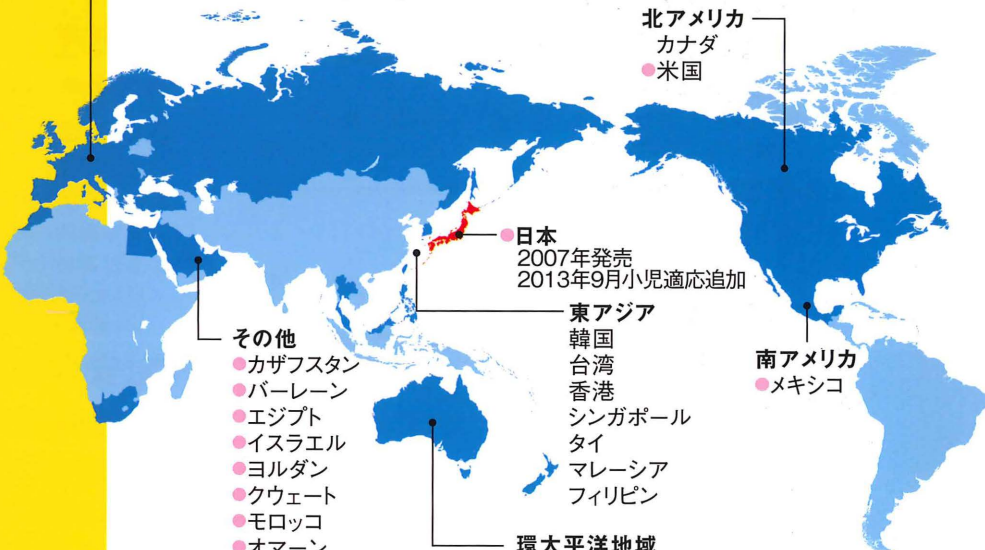 北アメリカ
カナダ
●米国
●日本
2007年発売
2013年9月小児適応追加
東アジア
韓国
台湾
香港
シンガポール
タイ
マレーシア
フィリピン
南アメリカ
●メキシコ
その他
●カザフスタン
●バーレーン
●エジプト
●イスラエル
●ヨルダン
●クウェート
●モロッコ
●オマーン
環太平洋地域